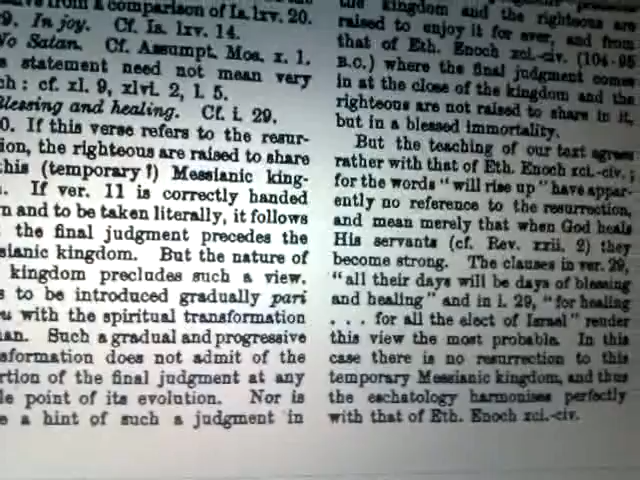 from a comparison of Is. lxv. 20.
9. In joy. Cf. Is. lxv. 14.
No Satan. Cf. Assumpt. Mos. x. 1.
statement need not mean very
ch: cf. xl. 9, xlvi. 2, l. 5.
Blessing and healing. Cf. i. 29.
0. If this verse refers to the resur-
ion, the righteous are raised to share
this (temporary?) Messianic king-
. If ver. 11 is correctly handed
n and to be taken literally, it follows
the final judgment precedes the
sianic kingdom. But the nature of
kingdom precludes such a view.
s to be introduced gradually pari
u with the spiritual transformation
an. Such a gradual and progressive
sformation does not admit of the
rtion of the final judgment at any
le point of its evolution. Nor is
e a hint of such a judgment in
the kingdom and the righteous are
raised to enjoy it for ever, and from
that of Eth. Enoch xci.-civ. (104-95
B.C.) where the final judgment comes
in at the close of the kingdom and the
righteous are not raised to share in it,
but in a blessed immortality.
But the teaching of our text agrees
rather with that of Eth. Enoch xci.-civ.;
for the words "will rise up" have appar-
ently no reference to the resurrection,
and mean merely that when God heals
His servants (cf. Rev. xxii. 2) they
become strong. The clauses in ver. 29,
"all their days will be days of blessing
and healing" and in i. 29, "for healing
. . . for all the elect of Israel" render
this view the most probable. In this
case there is no resurrection to this
temporary Messianic kingdom, and thus
the eschatology harmonises perfectly
with that of Eth. Enoch xci.-civ.